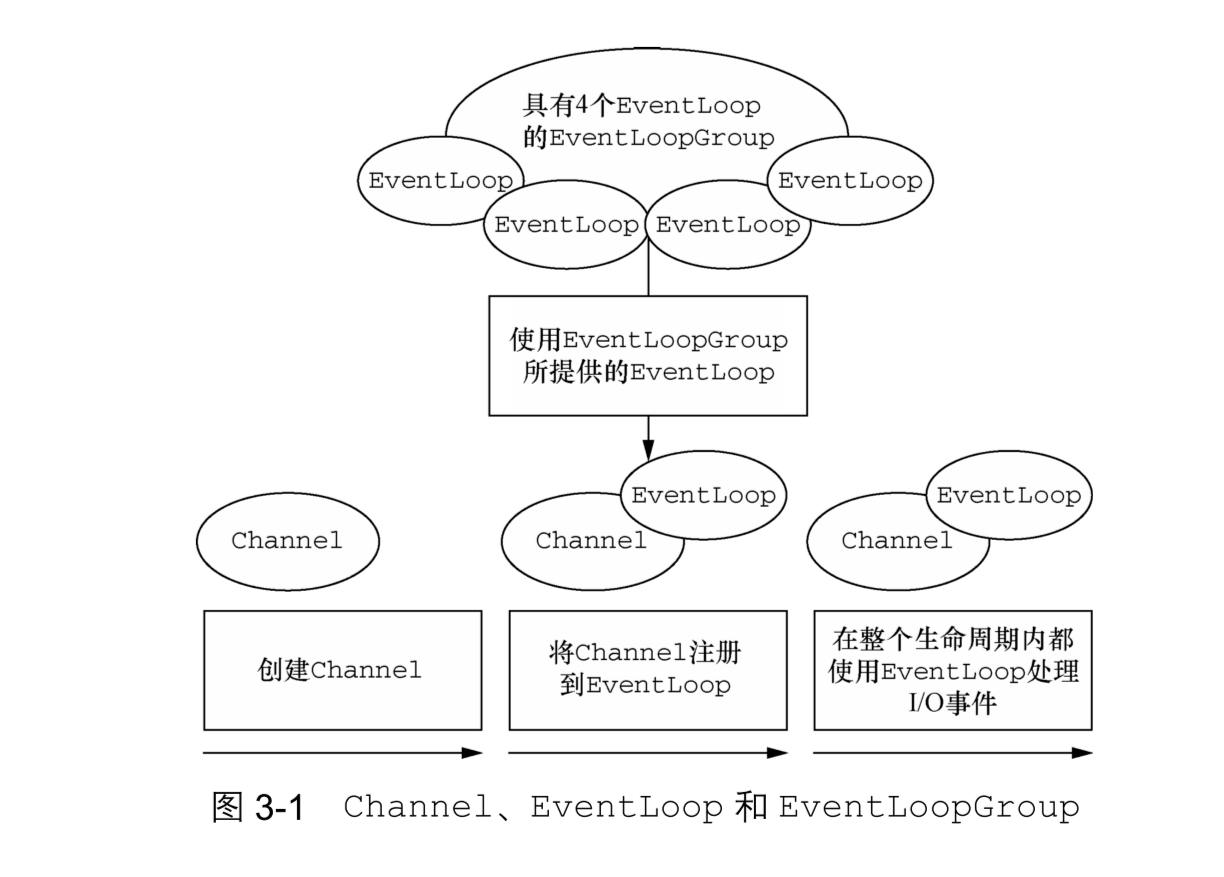 具有4个EventLoop
的EventLoopGroup
EventLoop
EventLoop
EventLoop
EventLoop
使用EventLoopGroup
所提供的EventLoop
Channel
Channel
EventLoop
Channel
EventLoop
创建Channel
将Channel注册
到EventLoop
在整个生命周期内都
使用EventLoop处理
I/O事件
图 3-1 Channel、EventLoop 和 EventLoopGroup